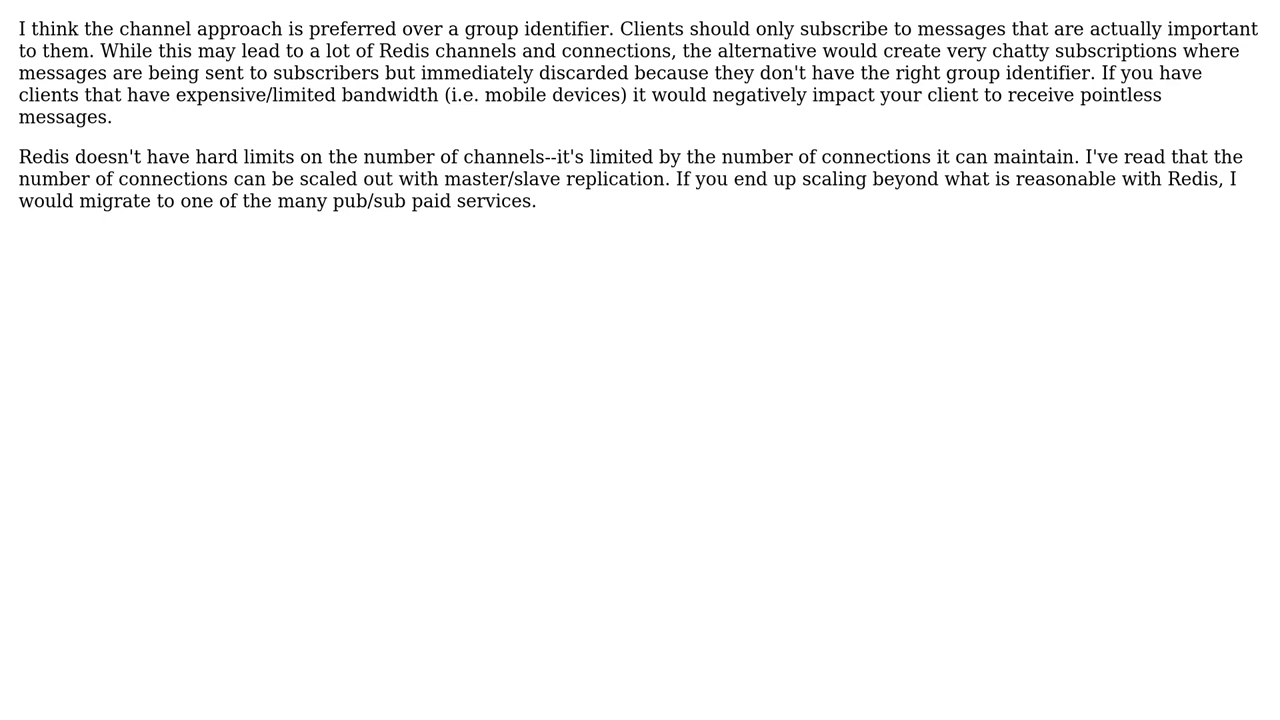 I think the channel approach is preferred over a group identifier. Clients should only subscribe to messages that are actually important
to them. While this may lead to a lot of Redis channels and connections, the alternative would create very chatty subscriptions where
messages are being sent to subscribers but immediately discarded because they don't have the right group identifier. If you have
clients that have expensive/limited bandwidth (i.e. mobile devices) it would negatively impact your client to receive pointless
messages.
Redis doesn't have hard limits on the number of channels--it's limited by the number of connections it can maintain. I've read that the
number of connections can be scaled out with master/slave replication. If you end up scaling beyond what is reasonable with Redis, I
would migrate to one of the many pub/sub paid services.